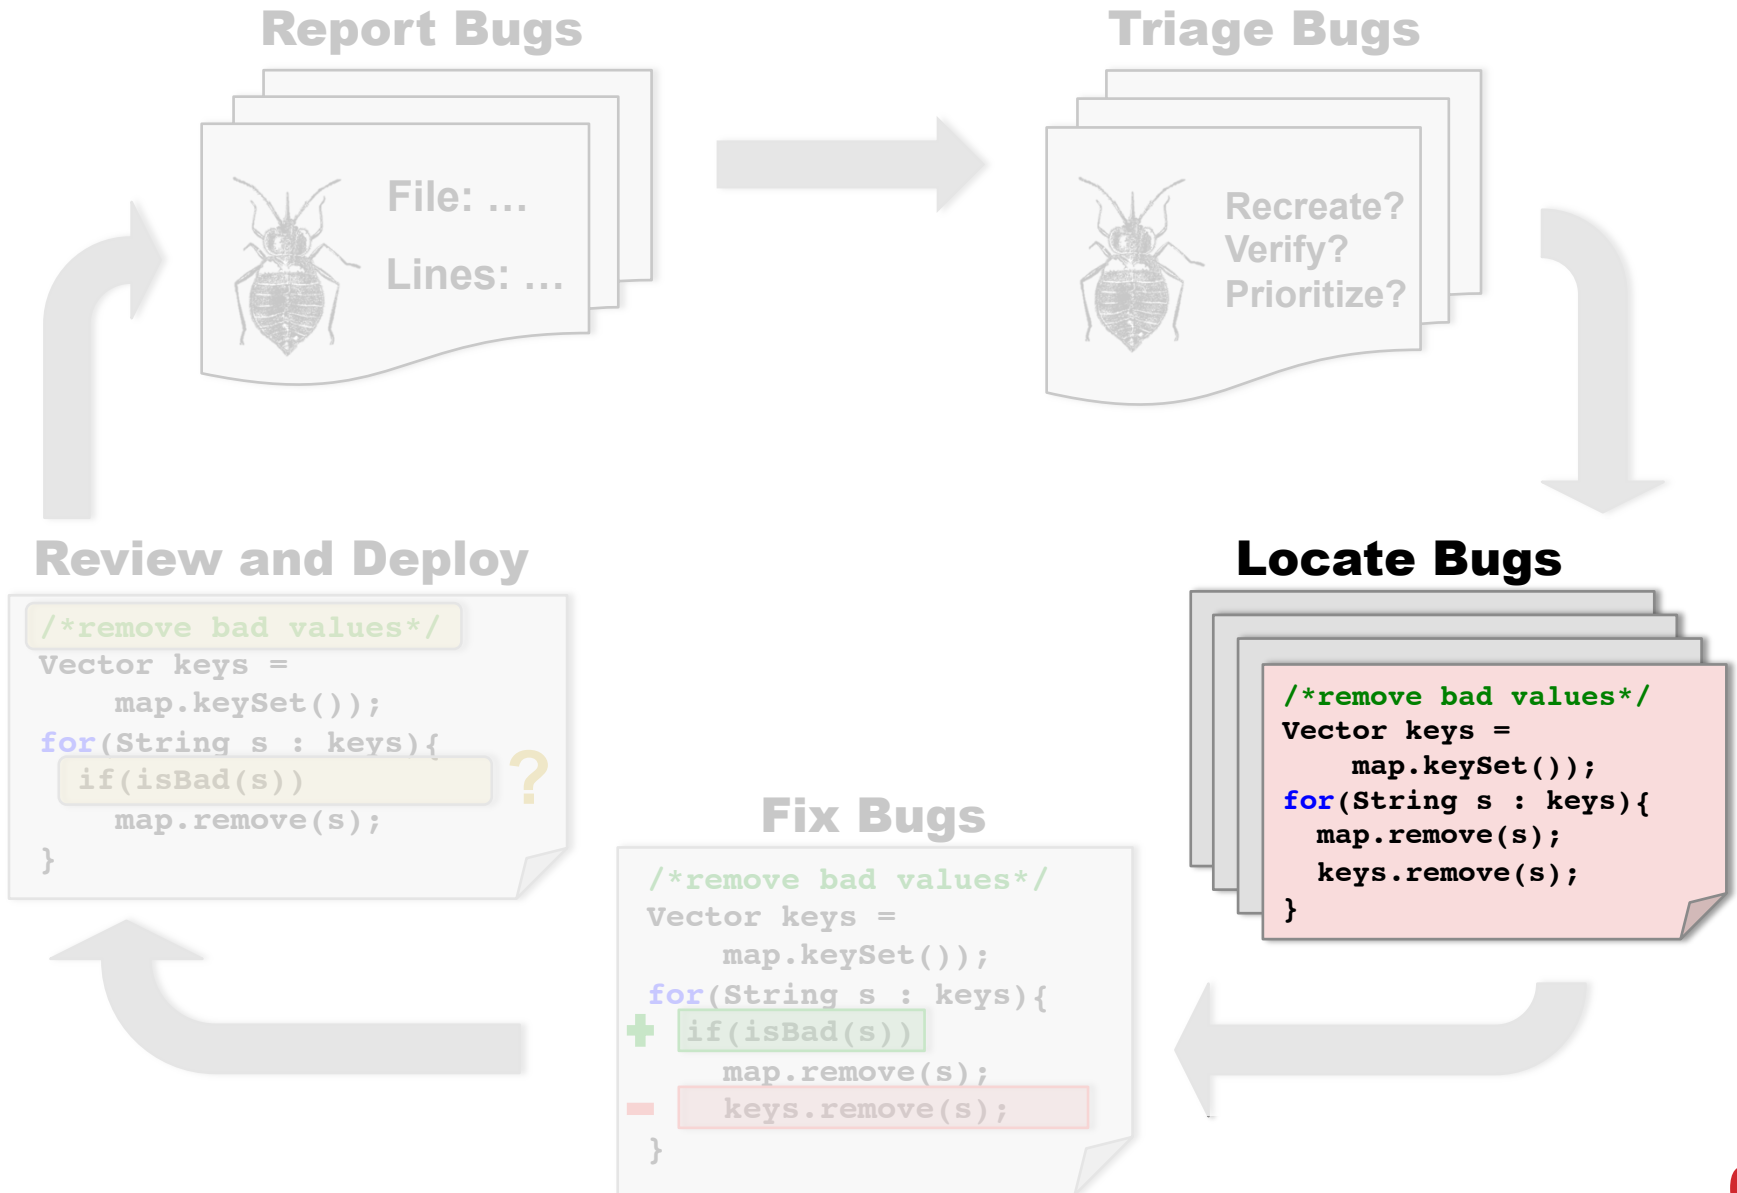 Report Bugs
File: …
Lines: …
Triage Bugs
Recreate?
Verify?
Prioritize?
Locate Bugs
/*remove bad values*/
Vector keys =
map.keySet());
for(String s : keys){
map.remove(s);
keys.remove(s);
}
Fix Bugs
/*remove bad values*/
Vector keys =
map.keySet());
for(String s : keys){
+ if(isBad(s))
map.remove(s);
- keys.remove(s);
}
Review and Deploy
/*remove bad values*/
Vector keys =
map.keySet());
for(String s : keys){
if(isBad(s))
?
map.remove(s);
}